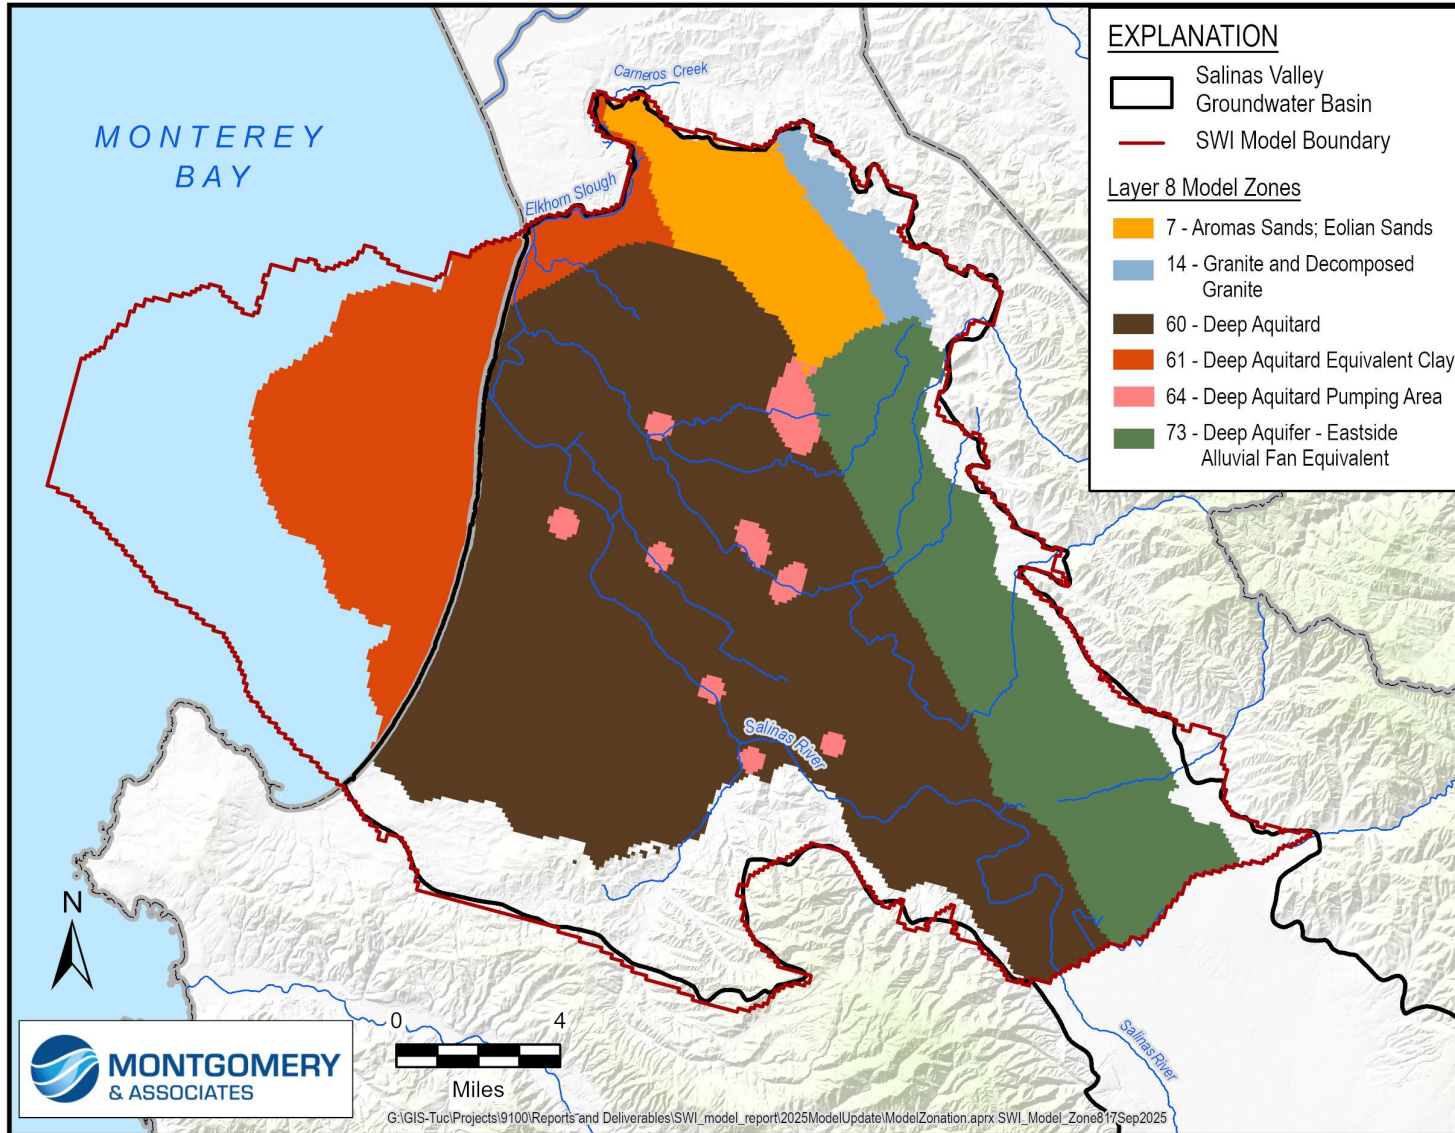 EXPLANATION
Salinas Valley
Groundwater Basin
SWI Model Boundary
Layer 8 Model Zones
7 - Aromas Sands; Eolian Sands
14 - Granite and Decomposed
Granite
60 - Deep Aquitard
61 - Deep Aquitard Equivalent Clay
64 - Deep Aquitard Pumping Area
73 - Deep Aquifer - Eastside
Alluvial Fan Equivalent
Carneros Creek
MONTEREY
BAY
Elkhorn Slough
Salinas River
Salinas River
N
0 4
Miles
MONTGOMERY
& ASSOCIATES
G:\GIS-Tuc\Projects\9100\Reports and Deliverables\SWI_model_report\2025ModelUpdate\ModelZonation.aprx SWI_Model_Zone817Sep2025